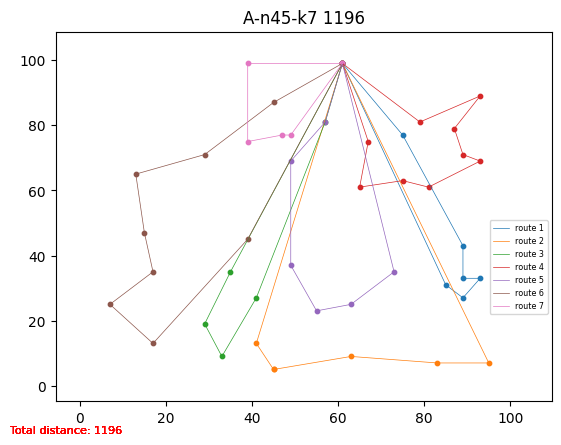 A-n45-k7 1196
100
80
60
40
20
0
route 1
route 2
route 3
route 4
route 5
route 6
route 7
0 20 40 60 80 100
Total distance: 1196